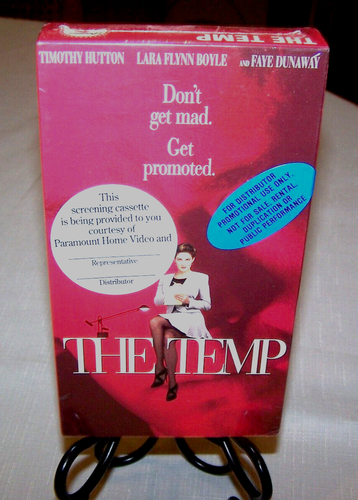 THE TEMP
TIMOTHY HUTTON LARA FLYNN BOYLE AND FAYE DUNAWAY
Don't
get mad.
Get
promoted.
This
screening cassette
is being provided to you
courtesy of
Paramount Home Video and
Representative
Distributor
FOR DISTRIBUTOR
PROMOTIONAL USE ONLY.
NOT FOR SALE, RENTAL,
DUPLICATION OR
PUBLIC PERFORMANCE
THE TEMP